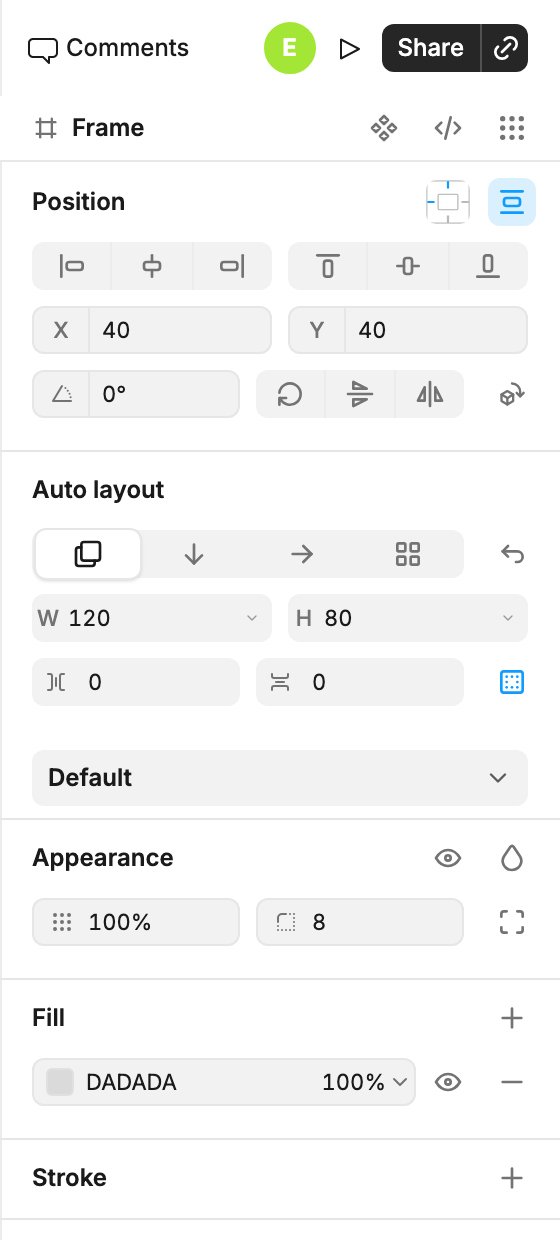 Comments E Share
Frame
Position
X 40 Y 40
0°
Auto layout
W 120 H 80
0 0
Default
Appearance
100% 8
Fill
DADADA 100%
Stroke